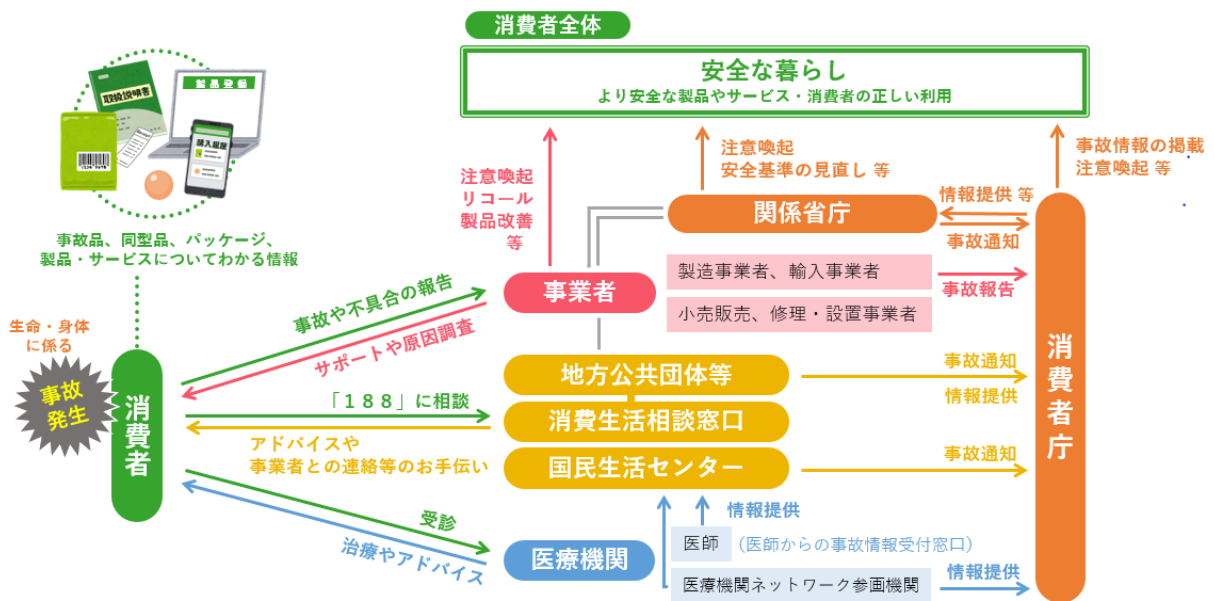 消費者全体
安全な暮らし
より安全な製品やサービス・消費者の正しい利用
製品登録
取扱説明書
購入履歴
事故品、同型品、パッケージ、
製品・サービスについてわかる情報
生命・身体
に係る
事故
発生
消費者
注意喚起
リコール
製品改善
等
注意喚起
安全基準の見直し 等
事故情報の掲載
注意喚起 等
関係省庁
情報提供 等
事故通知
事業者
製造事業者、輸入事業者
小売販売、修理・設置事業者
事故報告
事故や不具合の報告
サポートや原因調査
地方公共団体等
事故通知
情報提供
「188」に相談
消費生活相談窓口
アドバイスや
事業者との連絡等のお手伝い
国民生活センター
事故通知
消費者庁
受診
治療やアドバイス
医療機関
情報提供
医師
(医師からの事故情報受付窓口)
医療機関ネットワーク参画機関
情報提供